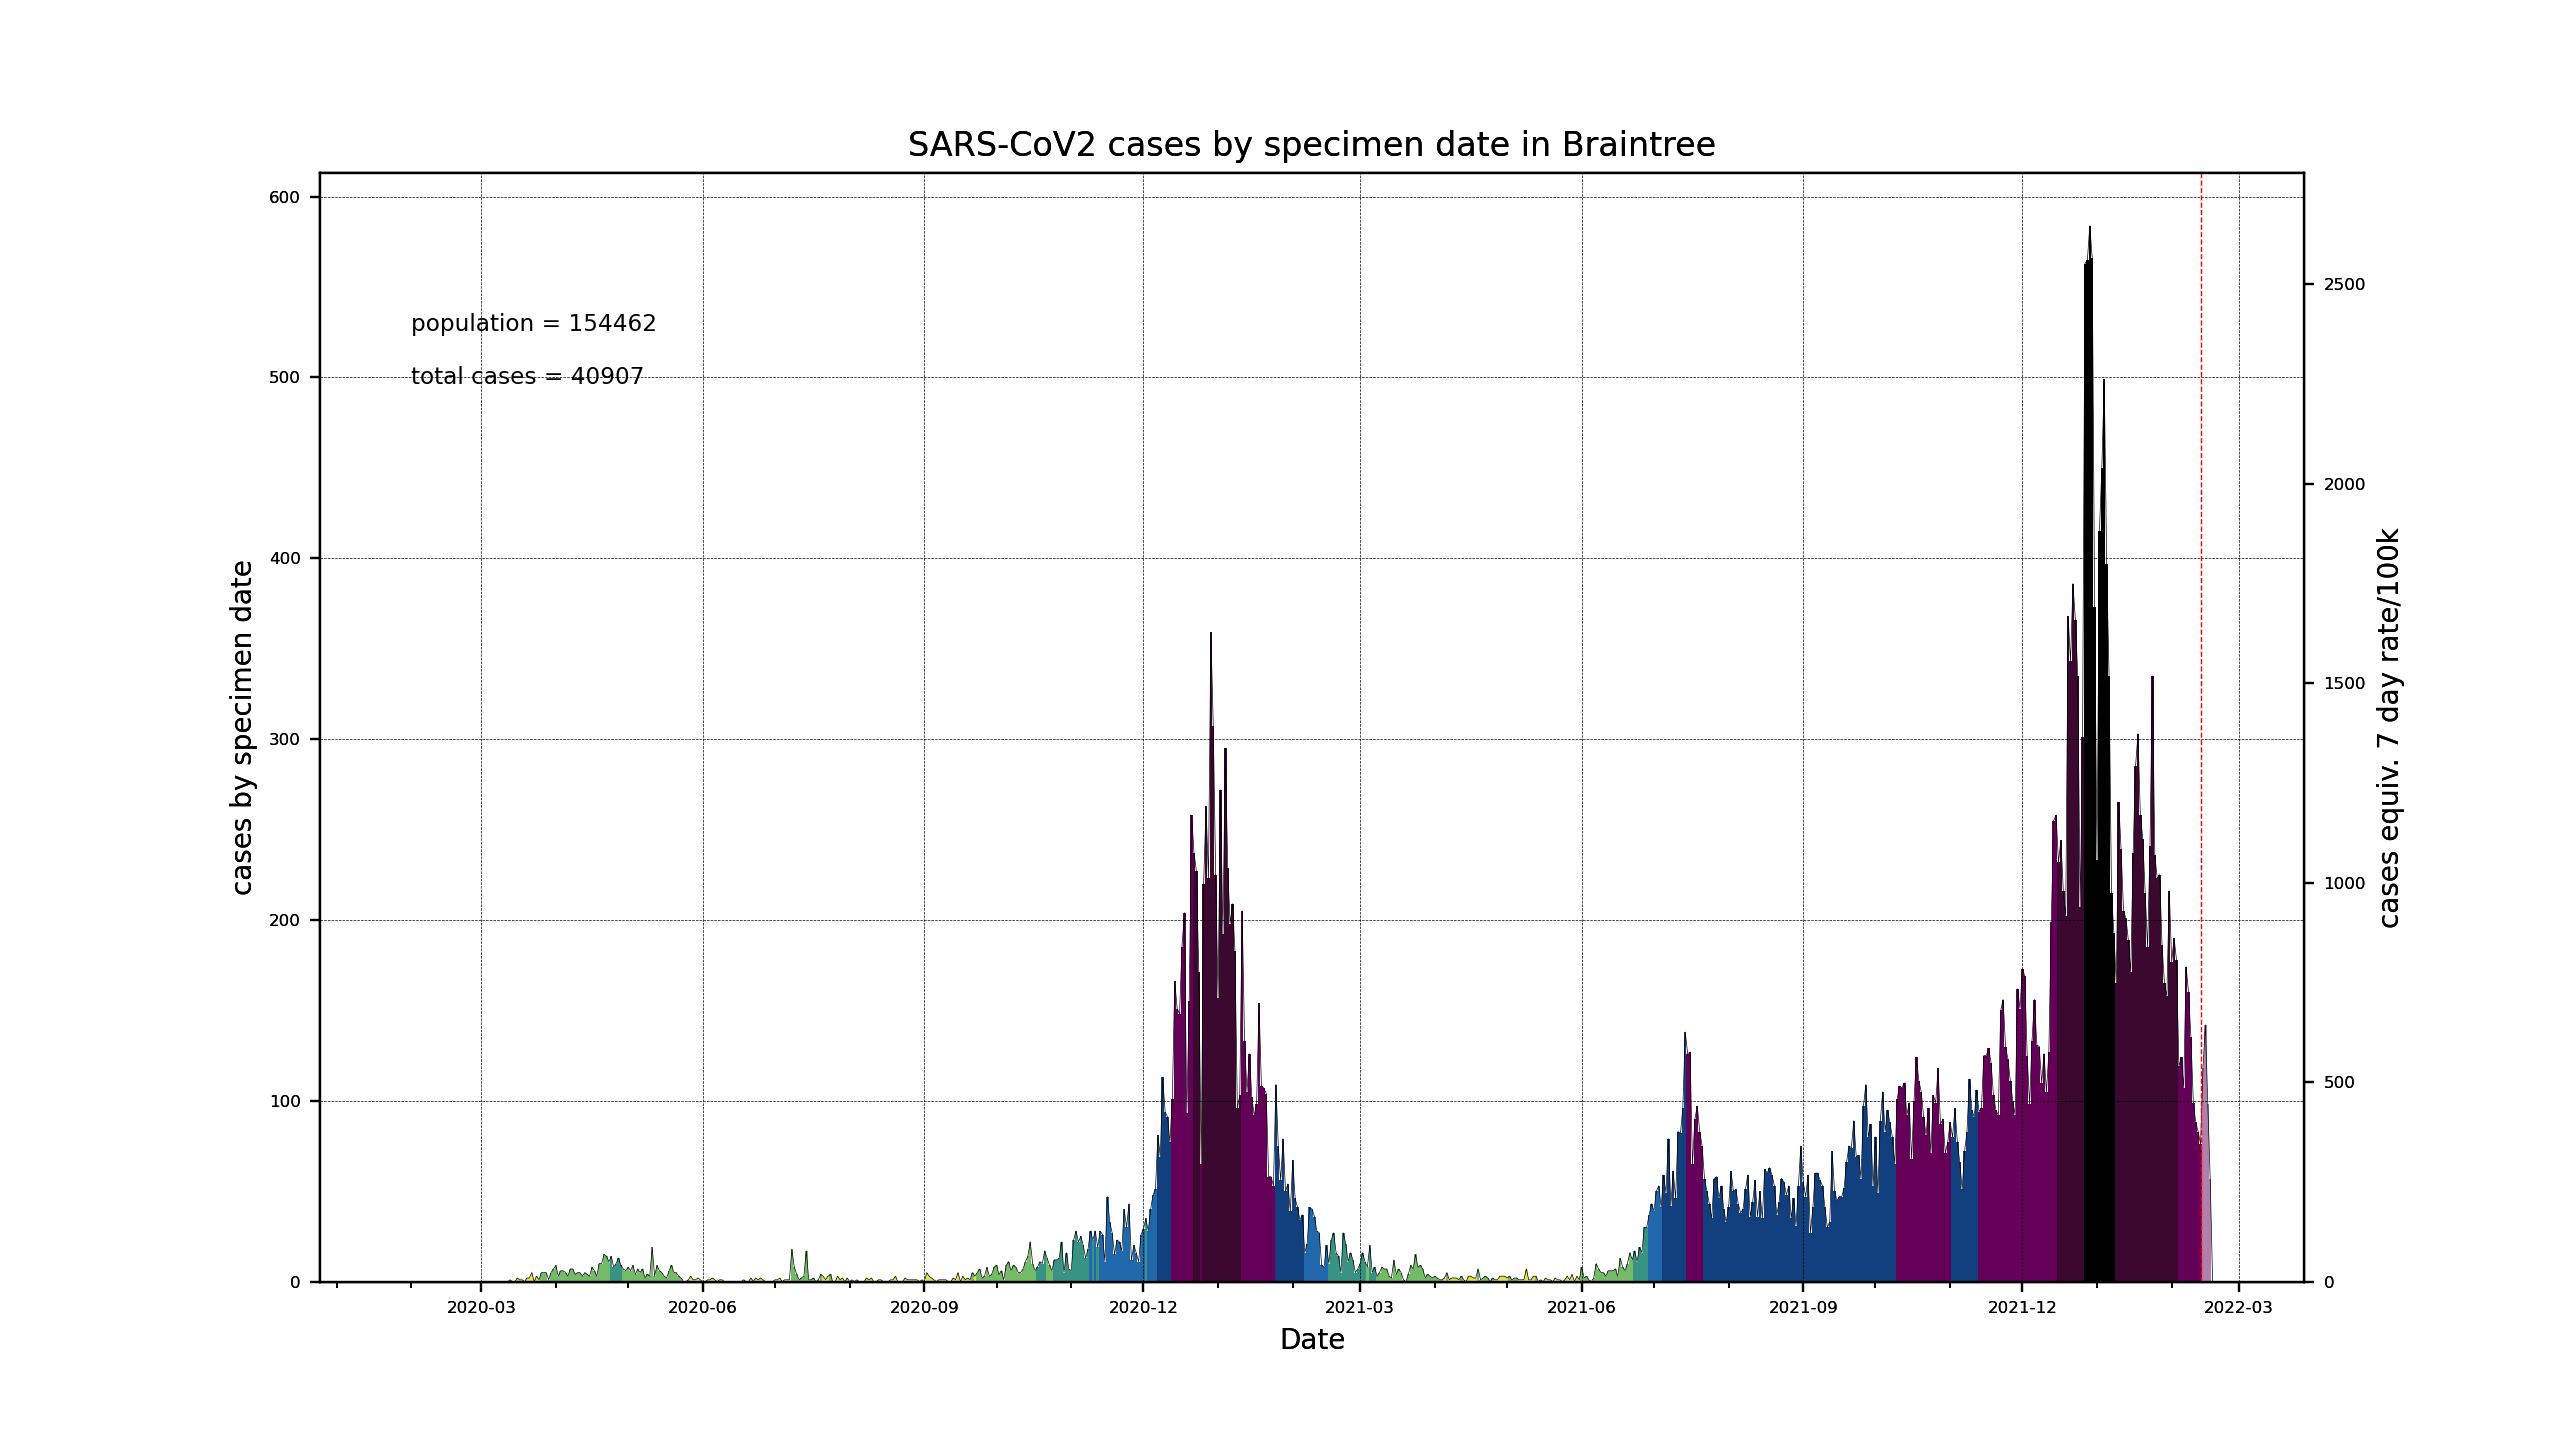 SARS-CoV2 cases by specimen date in Braintree
population = 154462
total cases = 40907
cases by specimen date
600
500
400
300
200
100
0
cases equiv. 7 day rate/100k
2500
2000
1500
1000
500
0
2020-03 2020-06 2020-09 2020-12 2021-03 2021-06 2021-09 2021-12 2022-03
Date